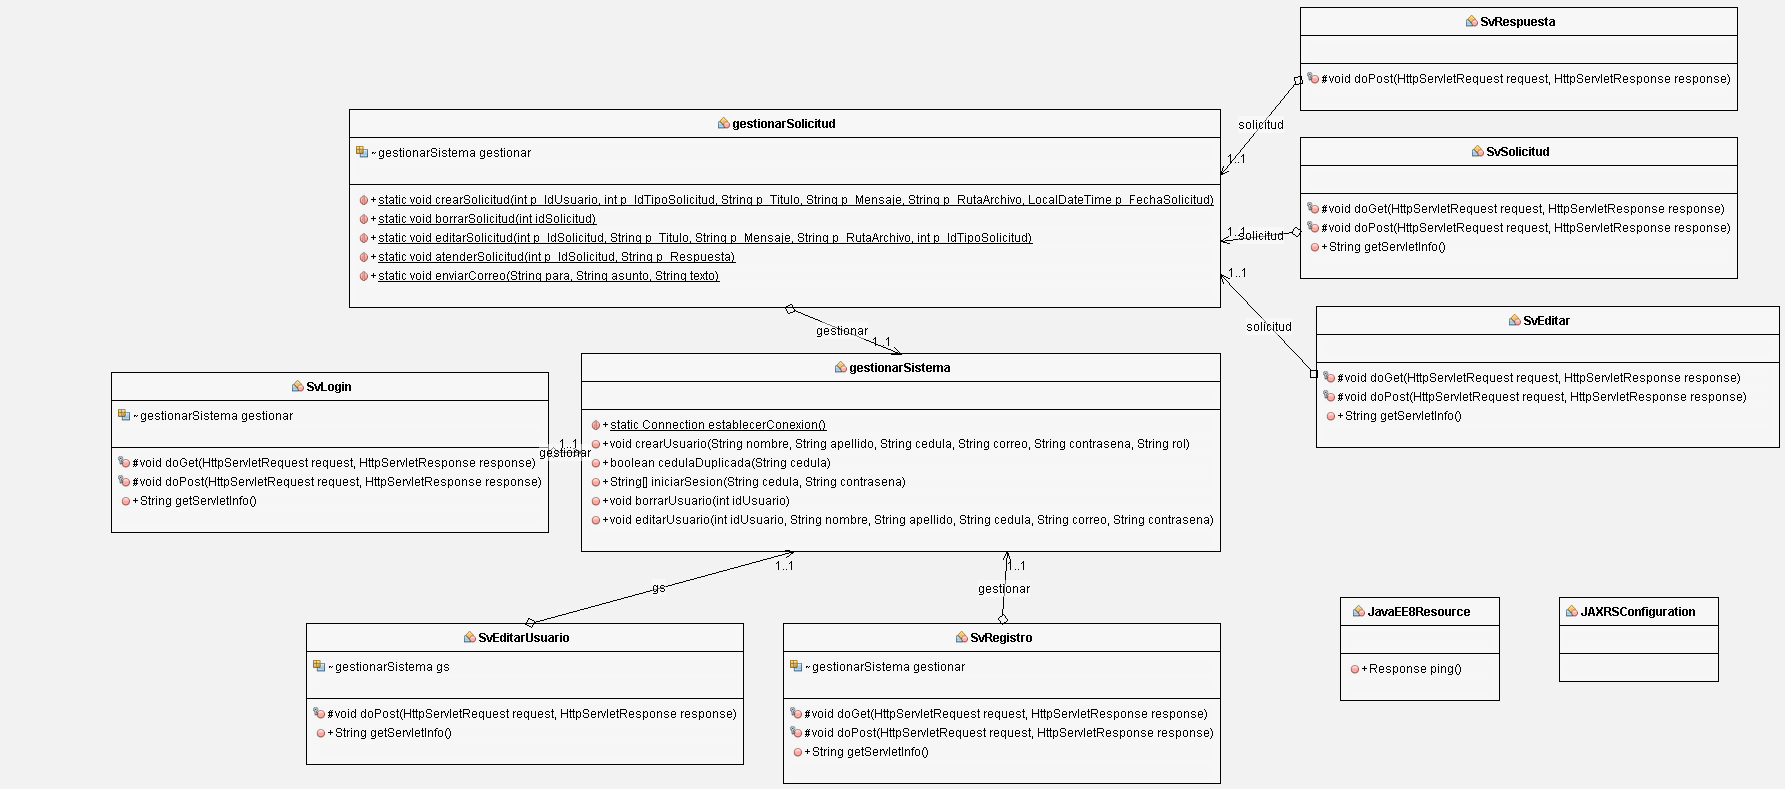 SvRespuesta
#void doPost(HttpServletRequest request, HttpServletResponse response)
solicitud
1..1
gestionarSolicitud
~gestionarSistema gestionar
+static void crearSolicitud(int p_IdUsuario, int p_IdTipoSolicitud, String p_Titulo, String p_Mensaje, String p_RutaArchivo, LocalDateTime p_FechaSolicitud)
+static void borrarSolicitud(int idSolicitud)
+static void editarSolicitud(int p_IdSolicitud, String p_Titulo, String p_Mensaje, String p_RutaArchivo, int p_IdTipoSolicitud)
+static void atenderSolicitud(int p_IdSolicitud, String p_Respuesta)
+static void enviarCorreo(String para, String asunto, String texto)
SvSolicitud
#void doGet(HttpServletRequest request, HttpServletResponse response)
#void doPost(HttpServletRequest request, HttpServletResponse response)
+String getServletInfo()
1..1
solicitud
1..1
solicitud
SvEditar
#void doGet(HttpServletRequest request, HttpServletResponse response)
#void doPost(HttpServletRequest request, HttpServletResponse response)
+String getServletInfo()
gestionar
1..1
gestionarSistema
+static Connection establecerConexion()
+void crearUsuario(String nombre, String apellido, String cedula, String correo, String contrasena, String rol)
+boolean cedulaDuplicada(String cedula)
+String[] iniciarSesion(String cedula, String contrasena)
+void borrarUsuario(int idUsuario)
+void editarUsuario(int idUsuario, String nombre, String apellido, String cedula, String correo, String contrasena)
SvLogin
~gestionarSistema gestionar
#void doGet(HttpServletRequest request, HttpServletResponse response)
#void doPost(HttpServletRequest request, HttpServletResponse response)
+String getServletInfo()
1..1
gestionar
1..1
gs
1..1
gestionar
SvEditarUsuario
~gestionarSistema gs
#void doPost(HttpServletRequest request, HttpServletResponse response)
+String getServletInfo()
SvRegistro
~gestionarSistema gestionar
#void doGet(HttpServletRequest request, HttpServletResponse response)
#void doPost(HttpServletRequest request, HttpServletResponse response)
+String getServletInfo()
JavaEE8Resource
+Response ping()
JAXRSConfiguration